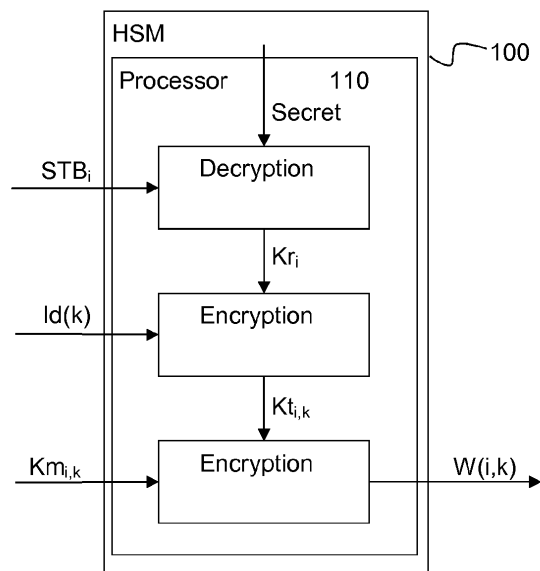 HSM
100
Processor 110
Secret
STBi
Decryption
Kri
Id(k)
Encryption
Kti,k
Kmi,k
Encryption
W(i,k)